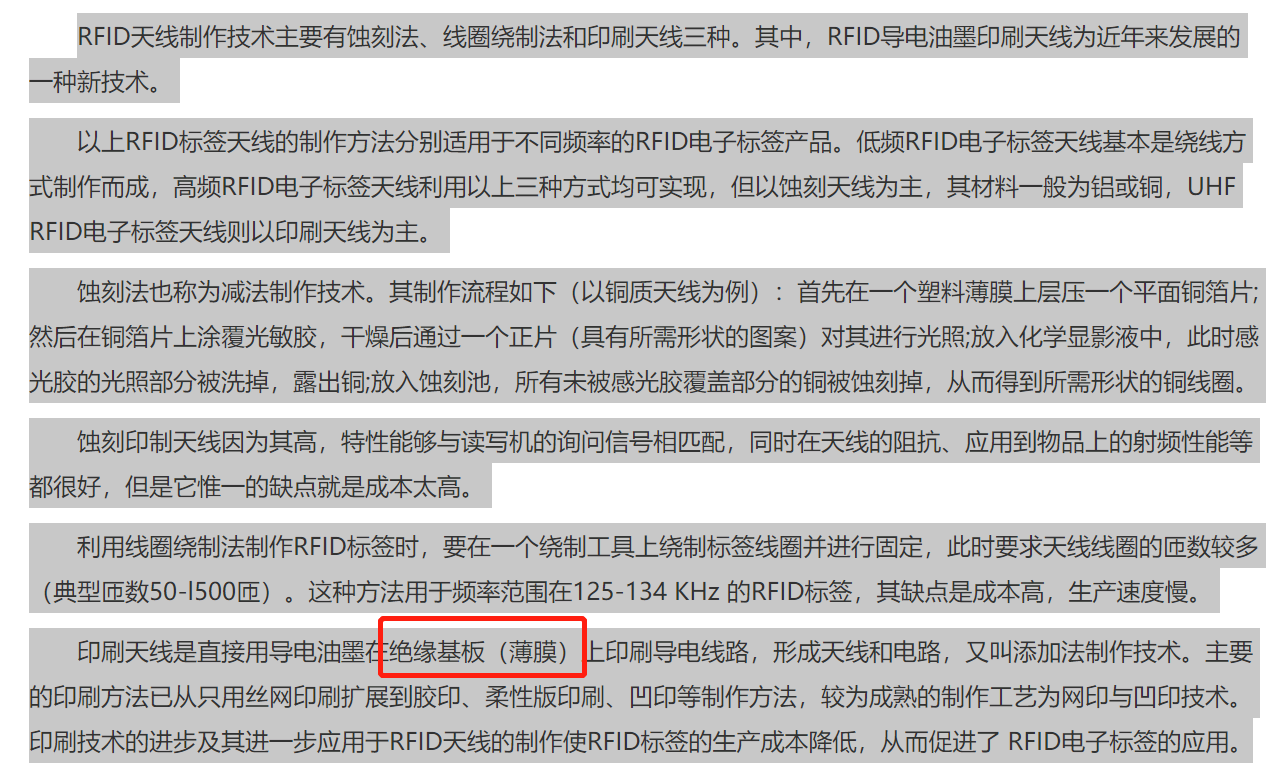 RFID天线制作技术主要有蚀刻法、线圈绕制法和印刷天线三种。其中，RFID导电油墨印刷天线为近年来发展的
一种新技术。
以上RFID标签天线的制作方法分别适用于不同频率的RFID电子标签产品。低频RFID电子标签天线基本是绕线方
式制作而成，高频RFID电子标签天线利用以上三种方式均可实现，但以蚀刻天线为主，其材料一般为铝或铜，UHF
RFID电子标签天线则以印刷天线为主。
蚀刻法也称为减法制作技术。其制作流程如下（以铜质天线为例）：首先在一个塑料薄膜上层压一个平面铜箔片;
然后在铜箔片上涂覆光敏胶，干燥后通过一个正片（具有所需形状的图案）对其进行光照;放入化学显影液中，此时感
光胶的光照部分被洗掉，露出铜;放入蚀刻池，所有未被感光胶覆盖部分的铜被蚀刻掉，从而得到所需形状的铜线圈。
蚀刻印制天线因为其高，特性能够与读写机的询问信号相匹配，同时在天线的阻抗、应用到物品上的射频性能等
都很好，但是它惟一的缺点就是成本太高。
利用线圈绕制法制作RFID标签时，要在一个绕制工具上绕制标签线圈并进行固定，此时要求天线线圈的匝数较多
（典型匝数50-l500匝）。这种方法用于频率范围在125-134 KHz 的RFID标签，其缺点是成本高，生产速度慢。
印刷天线是直接用导电油墨在绝缘基板（薄膜）上印刷导电线路，形成天线和电路，又叫添加法制作技术。主要
的印刷方法已从只用丝网印刷扩展到胶印、柔性版印刷、凹印等制作方法，较为成熟的制作工艺为网印与凹印技术。
印刷技术的进步及其进一步应用于RFID天线的制作使RFID标签的生产成本降低，从而促进了 RFID电子标签的应用。